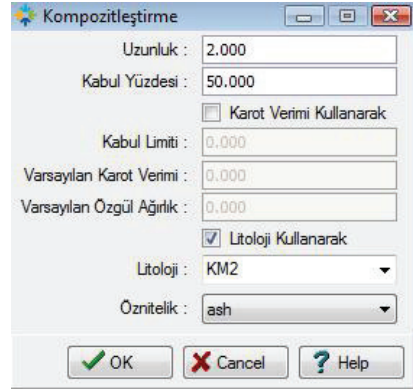 Kompozitleştirme
Uzunluk : 2.000
Kabul Yüzdesi : 50.000
Karot Verimi Kullanarak
Kabul Limiti : 0.000
Varsayılan Karot Verimi : 0.000
Varsayılan Özgül Ağırlık : 0.000
Litoloji Kullanarak
Litoloji : KM2
Öznitelik : ash
OK Cancel Help